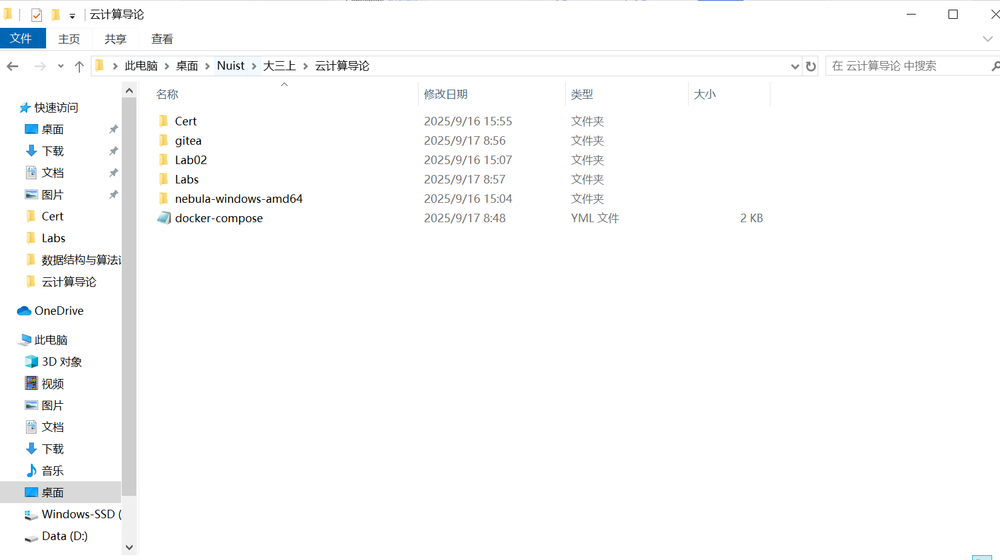 云计算导论
文件 主页 共享 查看
此电脑 桌面 Nuist 大三上 云计算导论
在 云计算导论 中搜索
名称 修改日期 类型 大小
快速访问
桌面
下载
文档
图片
Cert
Labs
数据结构与算法
云计算导论
OneDrive
此电脑
3D 对象
视频
图片
文档
下载
音乐
桌面
Windows-SSD (
Data (D:)
Cert 2025/9/16 15:55 文件夹
gitea 2025/9/17 8:56 文件夹
Lab02 2025/9/16 15:07 文件夹
Labs 2025/9/17 8:57 文件夹
nebula-windows-amd64 2025/9/16 15:04 文件夹
docker-compose 2025/9/17 8:48 YML 文件 2 KB